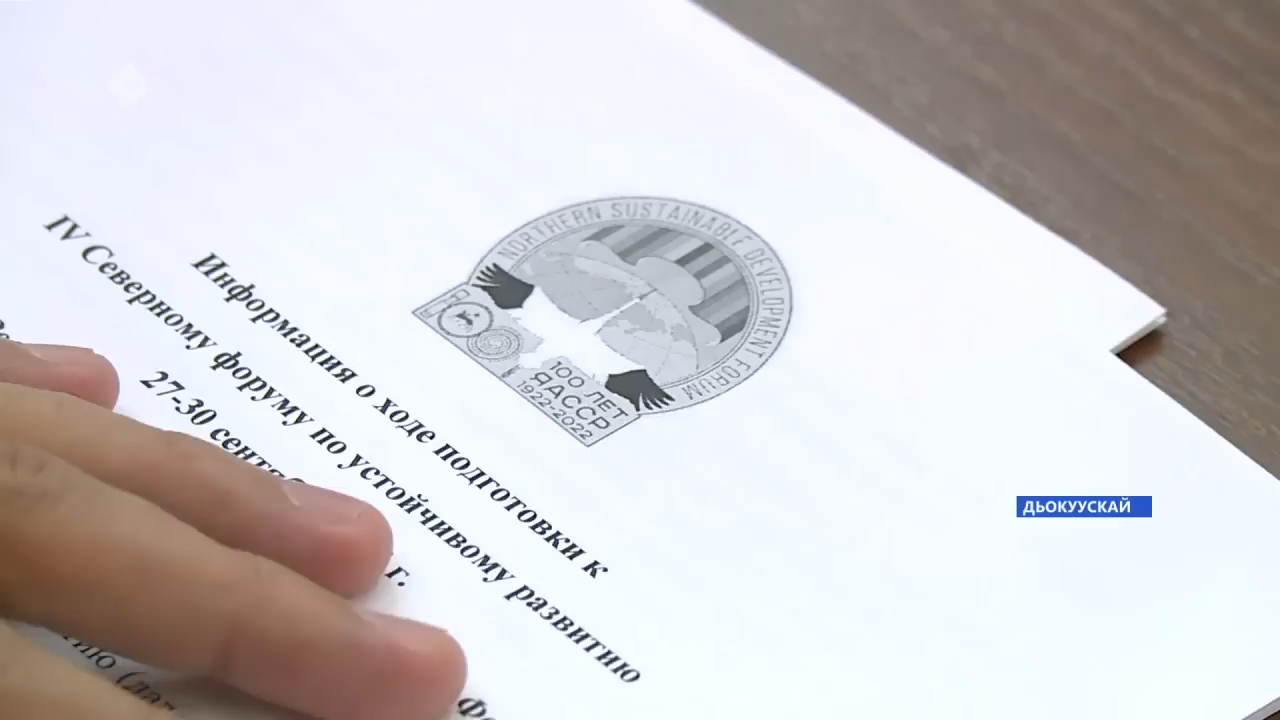 NORTHERN SUSTAINABLE DEVELOPMENT FORUM
100 ЛЕТ
ЯАССР
1922-2022
Информация о ходе подготовки к
IV Северному форуму по устойчивому развитию
27-30 г.
ДЬОКУУСКАЙ